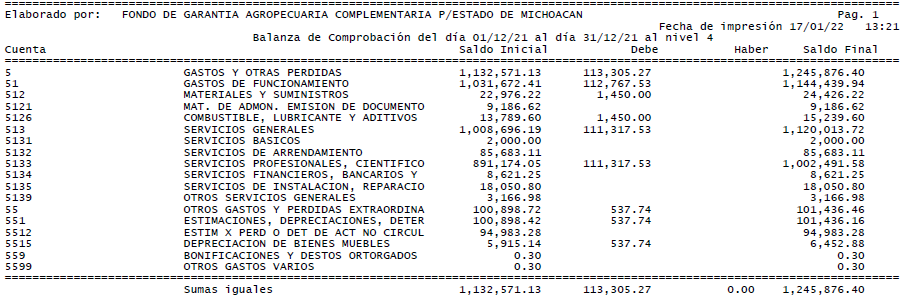 Elaborado por: FONDO DE GARANTIA AGROPECUARIA COMPLEMENTARIA P/ESTADO DE MICHOACAN Pag. 1
Fecha de impresión 17/01/22 13:21
Balanza de Comprobación del día 01/12/21 al día 31/12/21 al nivel 4
Cuenta Saldo Inicial Debe Haber Saldo Final
5 GASTOS Y OTRAS PERDIDAS 1,132,571.13 113,305.27 1,245,876.40
51 GASTOS DE FUNCIONAMIENTO 1,031,672.41 112,767.53 1,144,439.94
512 MATERIALES Y SUMINISTROS 22,976.22 1,450.00 24,426.22
5121 MAT. DE ADMON. EMISION DE DOCUMENTO 9,186.62 9,186.62
5126 COMBUSTIBLE, LUBRICANTE Y ADITIVOS 13,789.60 1,450.00 15,239.60
513 SERVICIOS GENERALES 1,008,696.19 111,317.53 1,120,013.72
5131 SERVICIOS BASICOS 2,000.00 2,000.00
5132 SERVICIOS DE ARRENDAMIENTO 85,683.11 85,683.11
5133 SERVICIOS PROFESIONALES, CIENTIFICO 891,174.05 111,317.53 1,002,491.58
5134 SERVICIOS FINANCIEROS, BANCARIOS Y 8,621.25 8,621.25
5135 SERVICIOS DE INSTALACION, REPARACIO 18,050.80 18,050.80
5139 OTROS SERVICIOS GENERALES 3,166.98 3,166.98
55 OTROS GASTOS Y PERDIDAS EXTRAORDINA 100,898.72 537.74 101,436.46
551 ESTIMACIONES, DEPRECIACIONES, DETER 100,898.42 537.74 101,436.16
5512 ESTIM X PERD O DET DE ACT NO CIRCUL 94,983.28 94,983.28
5515 DEPRECIACION DE BIENES MUEBLES 5,915.14 537.74 6,452.88
559 BONIFICACIONES Y DESTOS ORTORGADOS 0.30 0.30
5599 OTROS GASTOS VARIOS 0.30 0.30
Sumas iguales 1,132,571.13 113,305.27 0.00 1,245,876.40